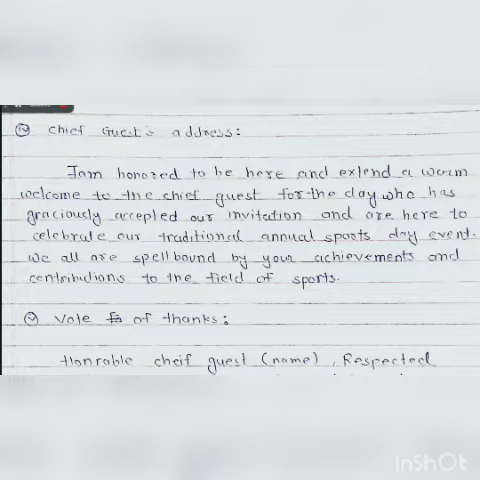 (iv) Chief Guest's address:
I am honored to be here and extend a warm
welcome to the chief guest for the day who has
graciously accepted our invitation and are here to
celebrate our traditional annual sports day event.
We all are spellbound by your achievements and
contributions to the field of sports.
(v) Vote of thanks:
Honrable cheif guest (name), Respected
InShOt